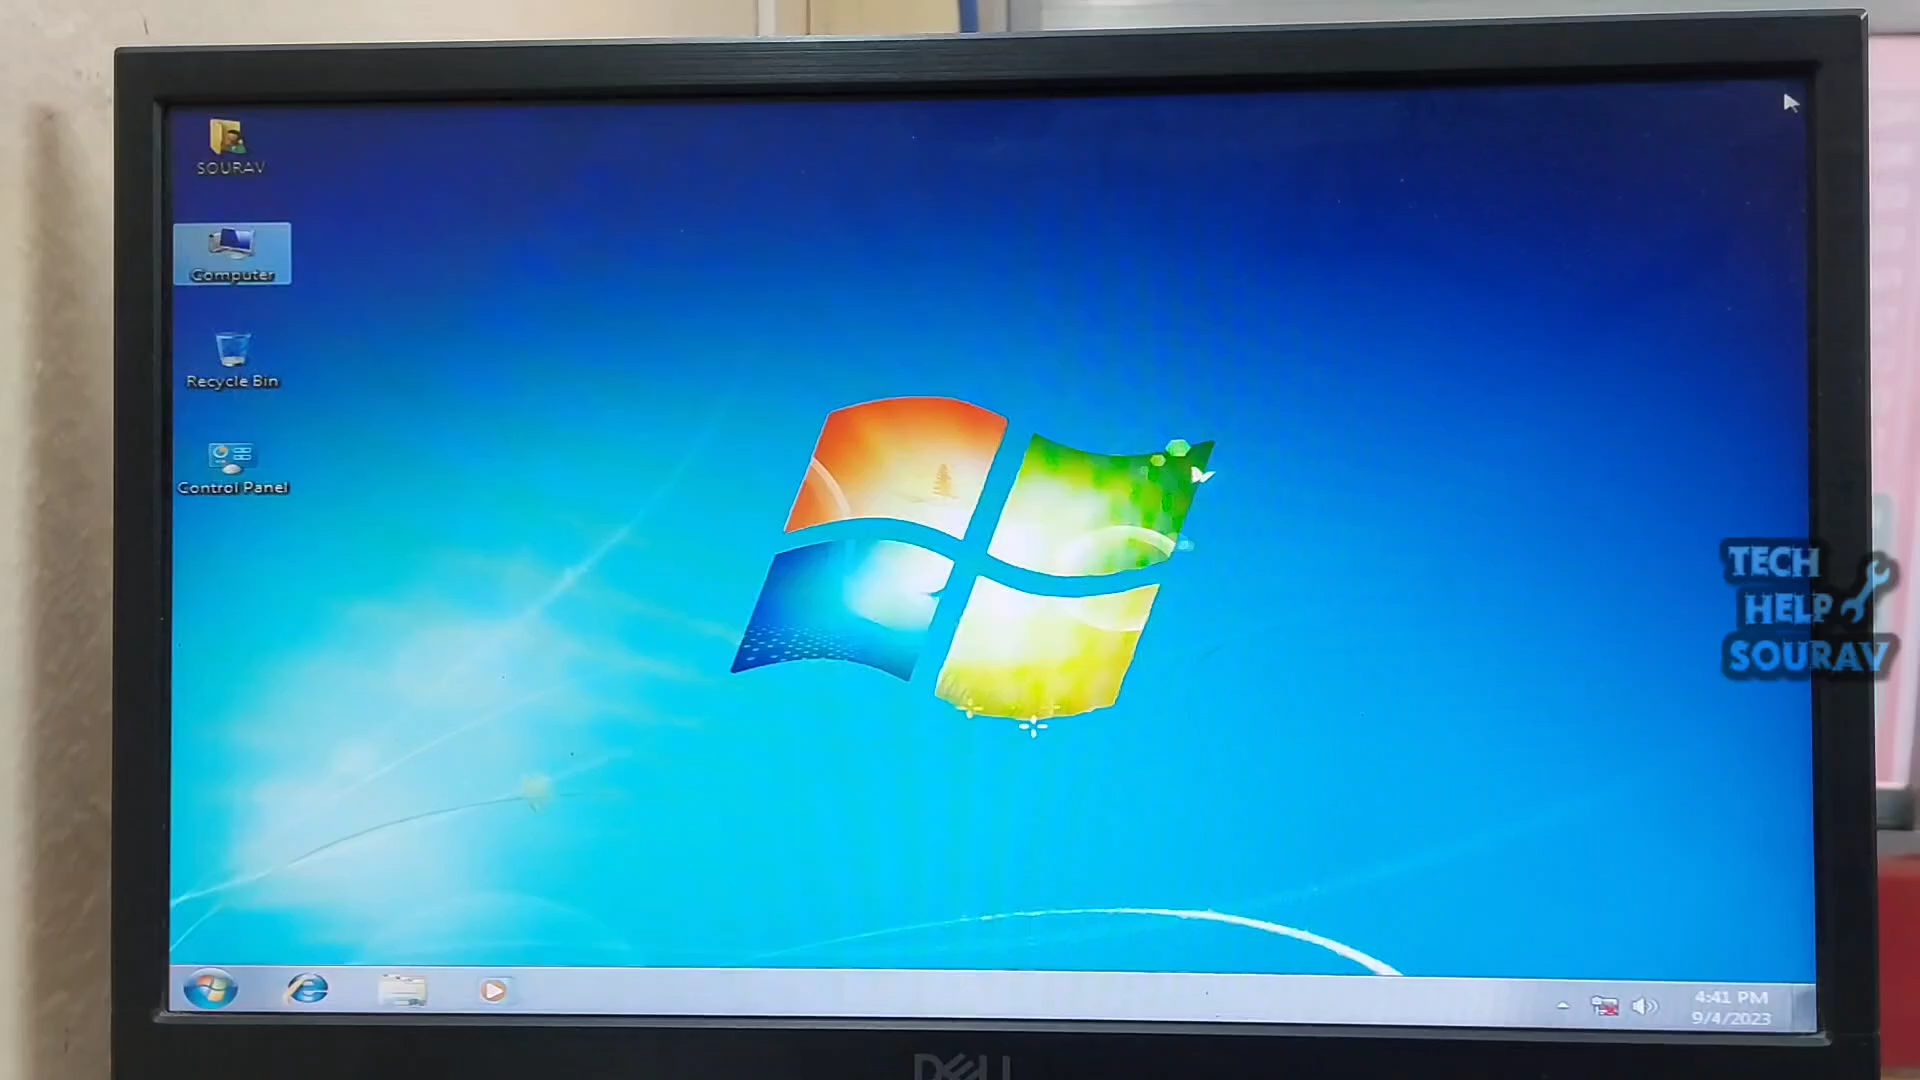 SOURAV
Computer
Recycle Bin
Control Panel
TECH
HELP
SOURAV
4:41 PM
9/4/2023
DELL